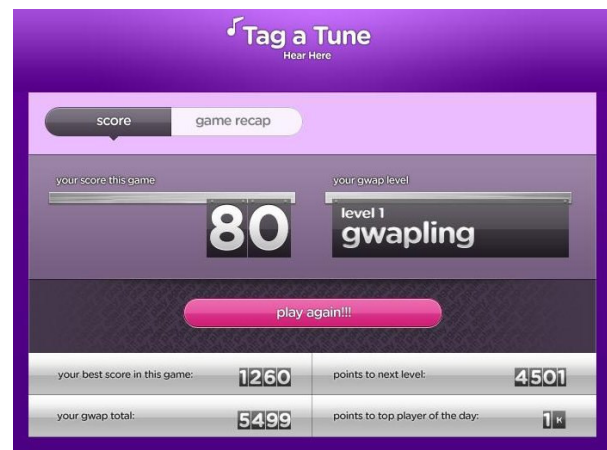 Tag a Tune
Hear Here
score game recap
your score this game
80
your gwap level
level 1
gwapling
play again!!!
your best score in this game: 1260
points to next level: 4501
your gwap total: 5499
points to top player of the day: 1 K